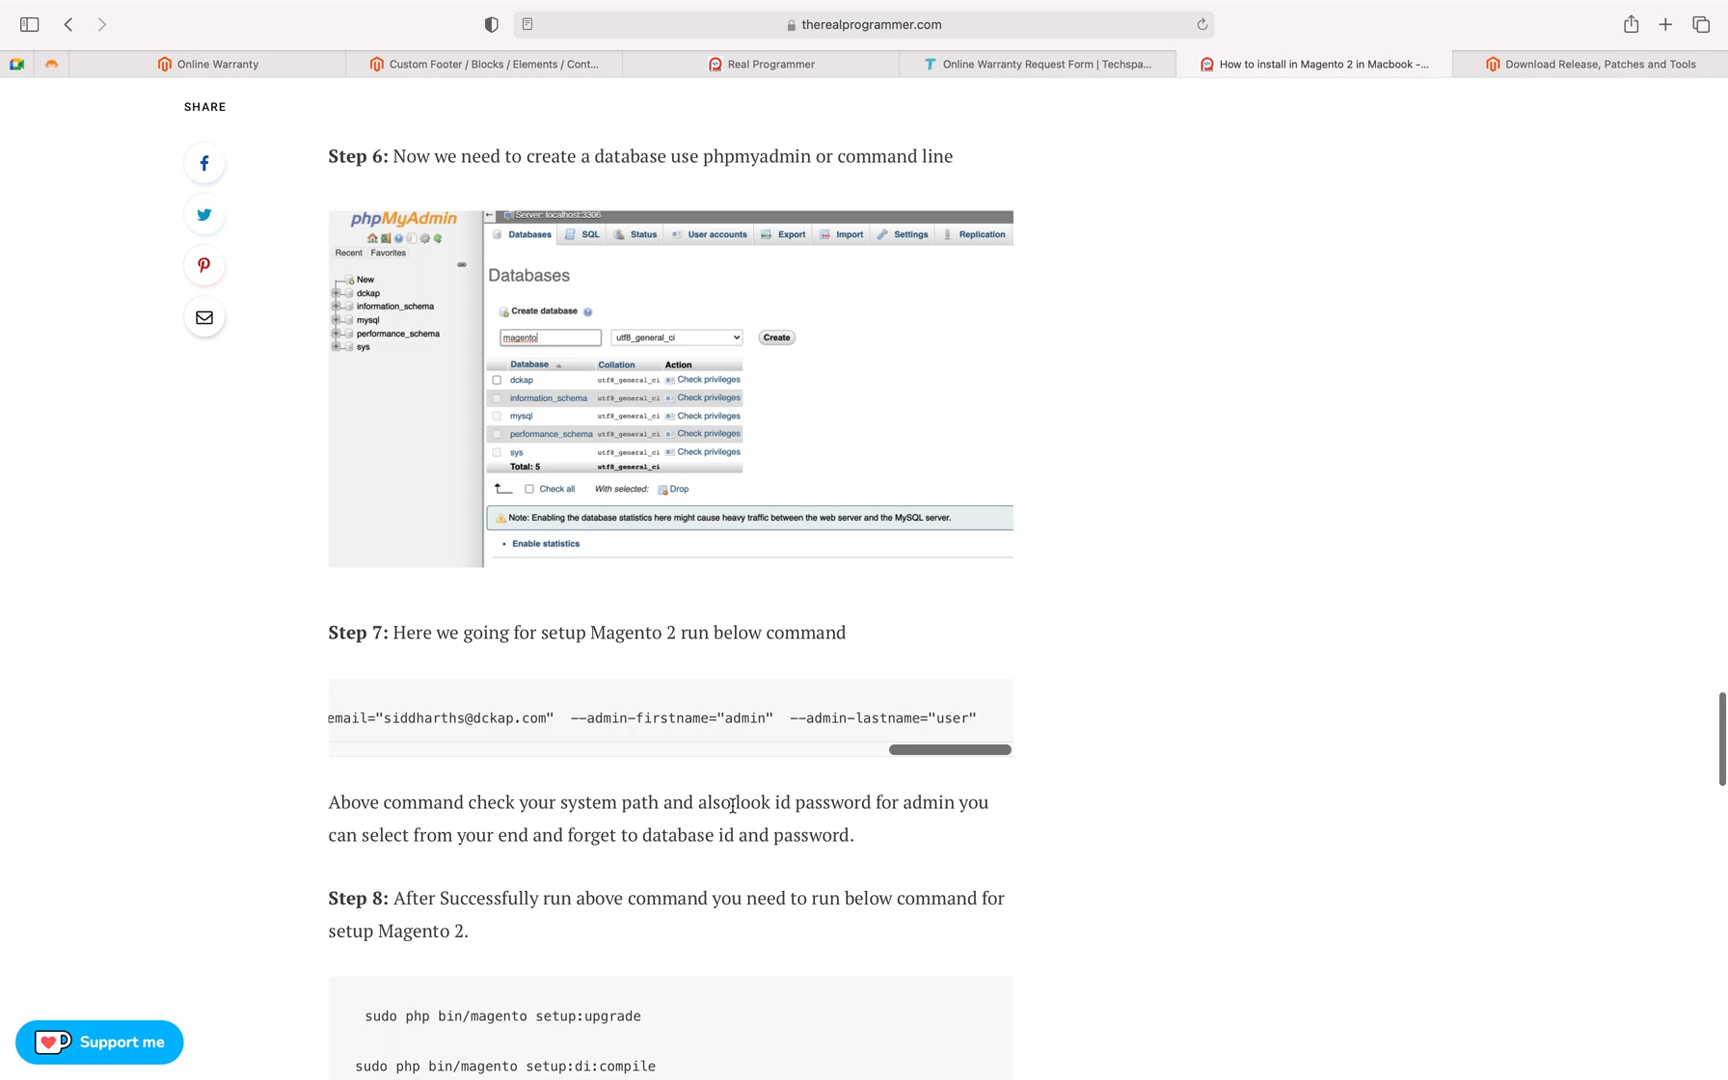 therealprogrammer.com
Online Warranty
Custom Footer / Blocks / Elements / Cont...
Real Programmer
Online Warranty Request Form | Techspa...
How to install in Magento 2 in Macbook -...
Download Release, Patches and Tools
SHARE
Step 6: Now we need to create a database use phpmyadmin or command line
phpMyAdmin
Recent Favorites
New
dckap
information_schema
mysql
performance_schema
sys
Server: localhost:3306
Databases SQL Status User accounts Export Import Settings Replication
Databases
Create database
magento utf8_general_ci Create
Database Collation Action
dckap utf8_general_ci Check privileges
information_schema utf8_general_ci Check privileges
mysql utf8_general_ci Check privileges
performance_schema utf8_general_ci Check privileges
sys utf8_general_ci Check privileges
Total: 5 utf8_general_ci
Check all With selected: Drop
Note: Enabling the database statistics here might cause heavy traffic between the web server and the MySQL server.
• Enable statistics
Step 7: Here we going for setup Magento 2 run below command
email="siddharths@dckap.com" --admin-firstname="admin" --admin-lastname="user"
Above command check your system path and also look id password for admin you
can select from your end and forget to database id and password.
Step 8: After Successfully run above command you need to run below command for
setup Magento 2.
sudo php bin/magento setup:upgrade
sudo php bin/magento setup:di:compile
Support me